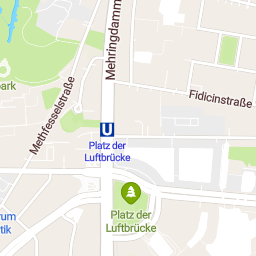 Mehringdamm
Fidicinstraße
park
Methfesselstraße
U
Platz der
Luftbrücke
Platz der
Luftbrücke
rum
tik